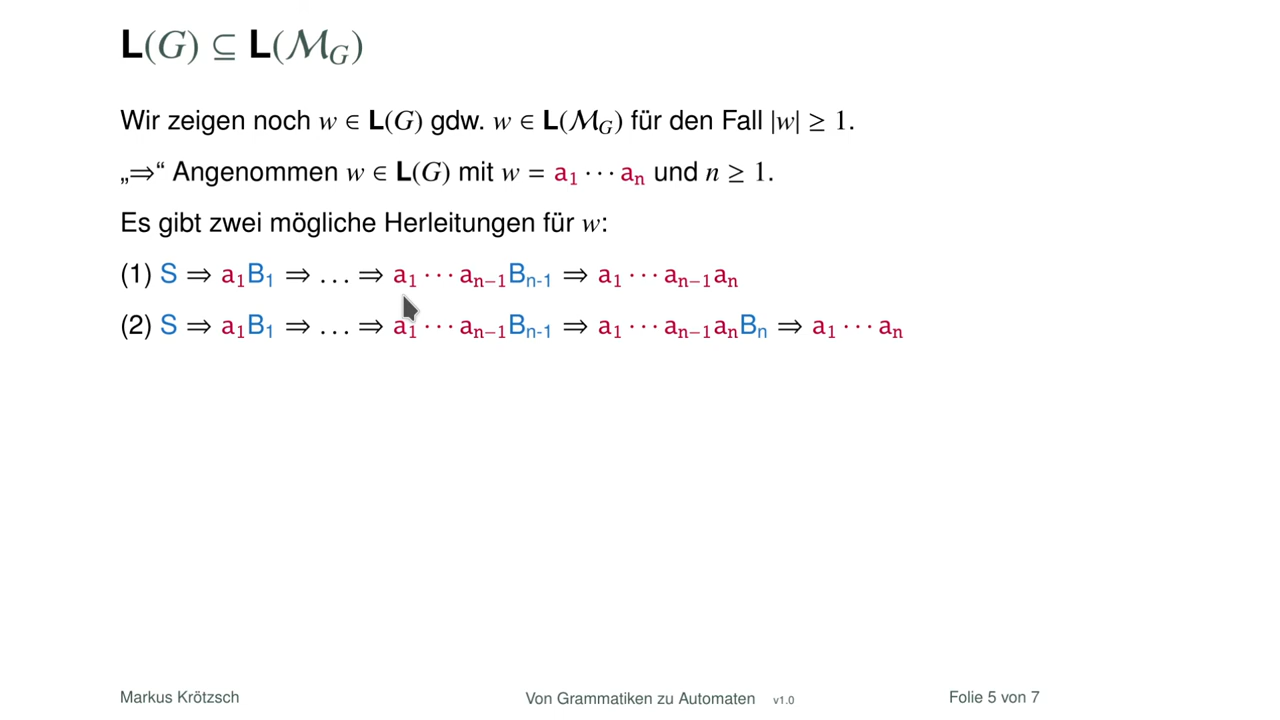 L(G) ⊆ L(M_G)
Wir zeigen noch w ∈ L(G) gdw. w ∈ L(M_G) für den Fall |w| ≥ 1.
„⇒“ Angenommen w ∈ L(G) mit w = a₁ ⋯ aₙ und n ≥ 1.
Es gibt zwei mögliche Herleitungen für w:
(1) S ⇒ a₁B₁ ⇒ … ⇒ a₁ ⋯ aₙ₋₁Bₙ₋₁ ⇒ a₁ ⋯ aₙ₋₁aₙ
(2) S ⇒ a₁B₁ ⇒ … ⇒ a₁ ⋯ aₙ₋₁Bₙ₋₁ ⇒ a₁ ⋯ aₙ₋₁aₙBₙ ⇒ a₁ ⋯ aₙ
Markus Krötzsch Von Grammatiken zu Automaten v1.0 Folie 5 von 7